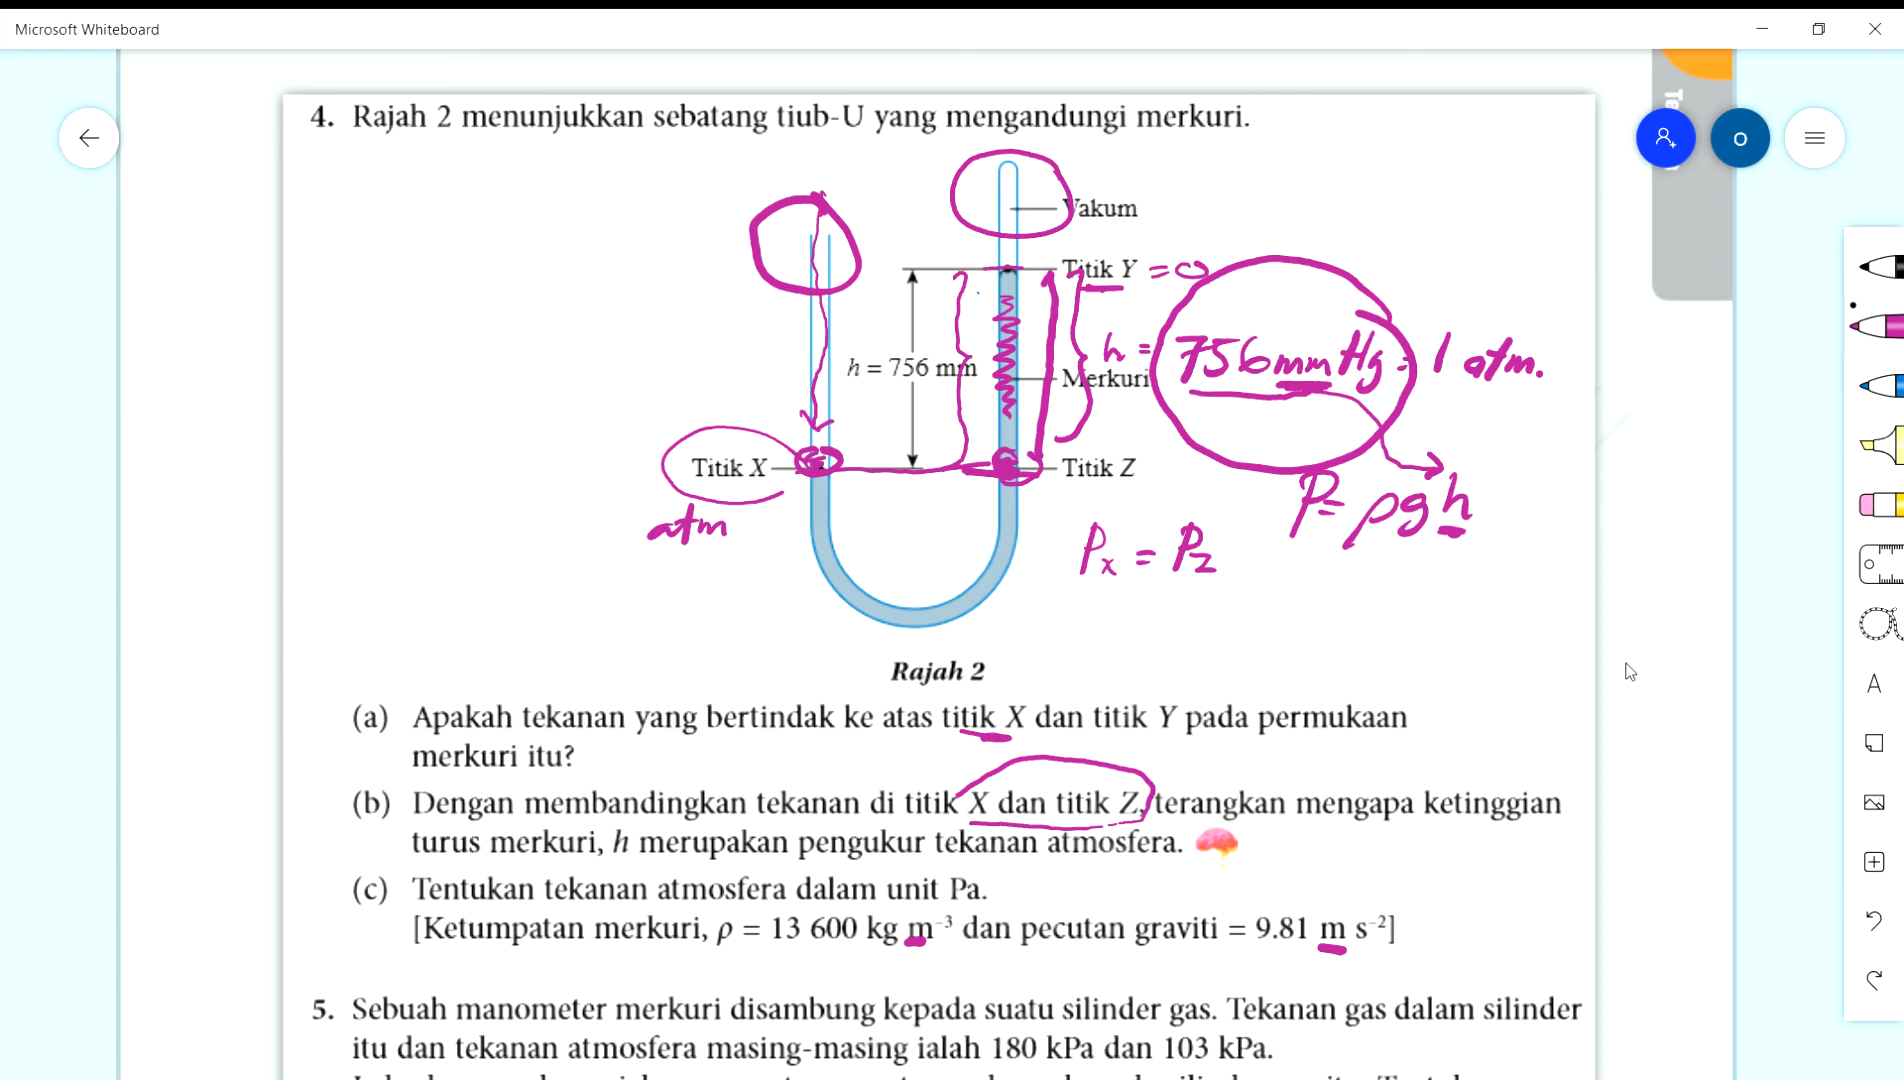 Microsoft Whiteboard
4. Rajah 2 menunjukkan sebatang tiub-U yang mengandungi merkuri.
Vakum
Titik Y = 0
h = 756 mm
h = 756 mmHg = 1 atm.
Merkuri
Titik X
Titik Z
atm
P = ρgh
Px = Pz
Rajah 2
(a) Apakah tekanan yang bertindak ke atas titik X dan titik Y pada permukaan
merkuri itu?
(b) Dengan membandingkan tekanan di titik X dan titik Z, terangkan mengapa ketinggian
turus merkuri, h merupakan pengukur tekanan atmosfera.
(c) Tentukan tekanan atmosfera dalam unit Pa.
[Ketumpatan merkuri, ρ = 13 600 kg m⁻³ dan pecutan graviti = 9.81 m s⁻²]
5. Sebuah manometer merkuri disambung kepada suatu silinder gas. Tekanan gas dalam silinder
itu dan tekanan atmosfera masing-masing ialah 180 kPa dan 103 kPa.